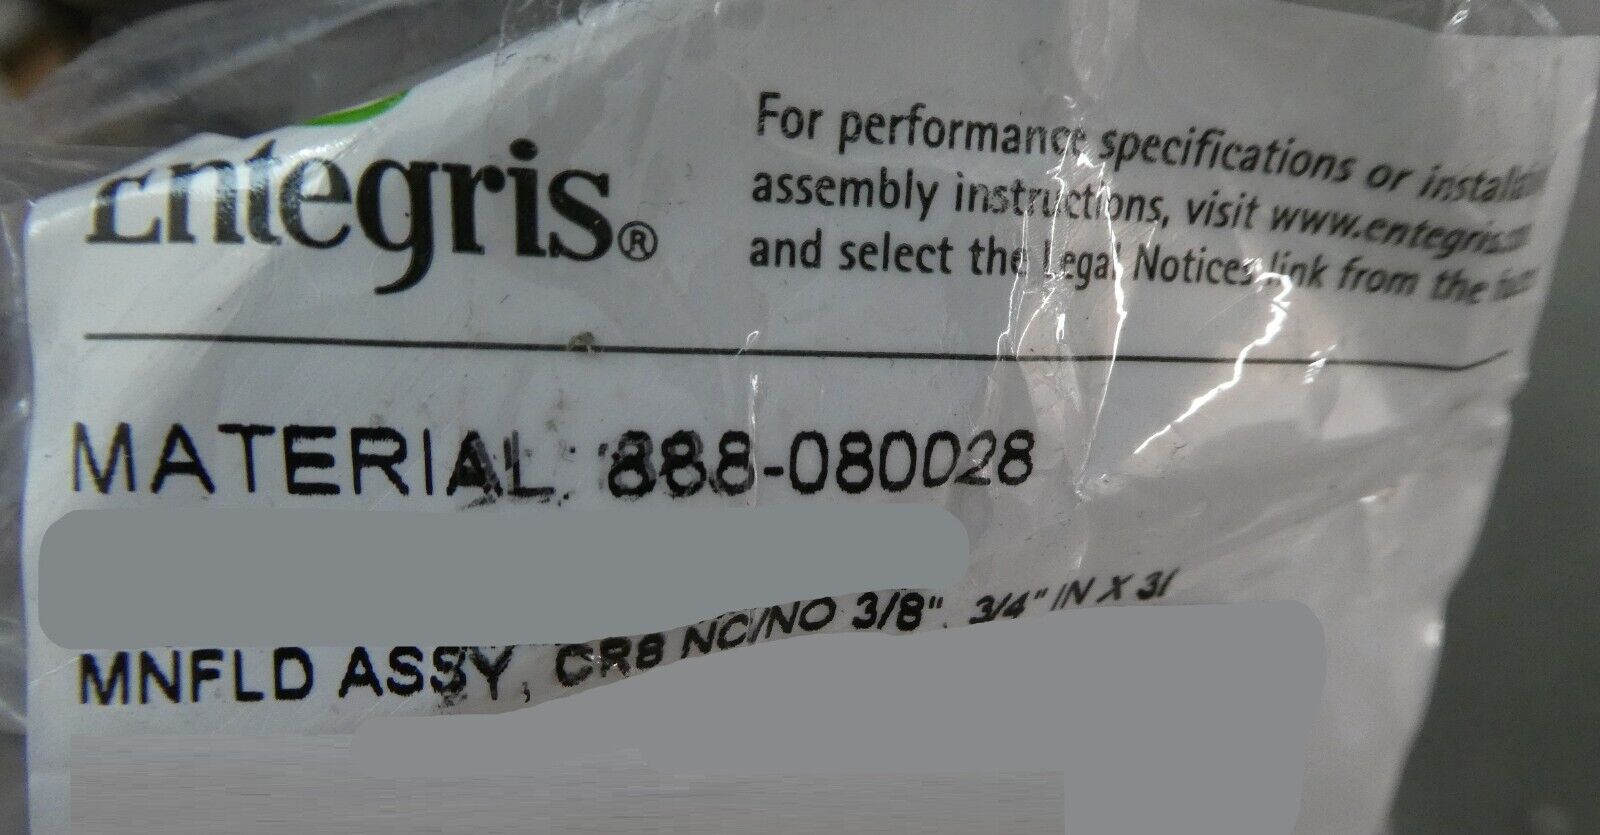 Entegris®
For performance specifications or
assembly instructions, visit www.entegris.com
and select the Legal Notices link from the
MATERIAL: 888-080028
MNFLD ASSY, CR8 NC/NO 3/8", 3/4" IN X 3/